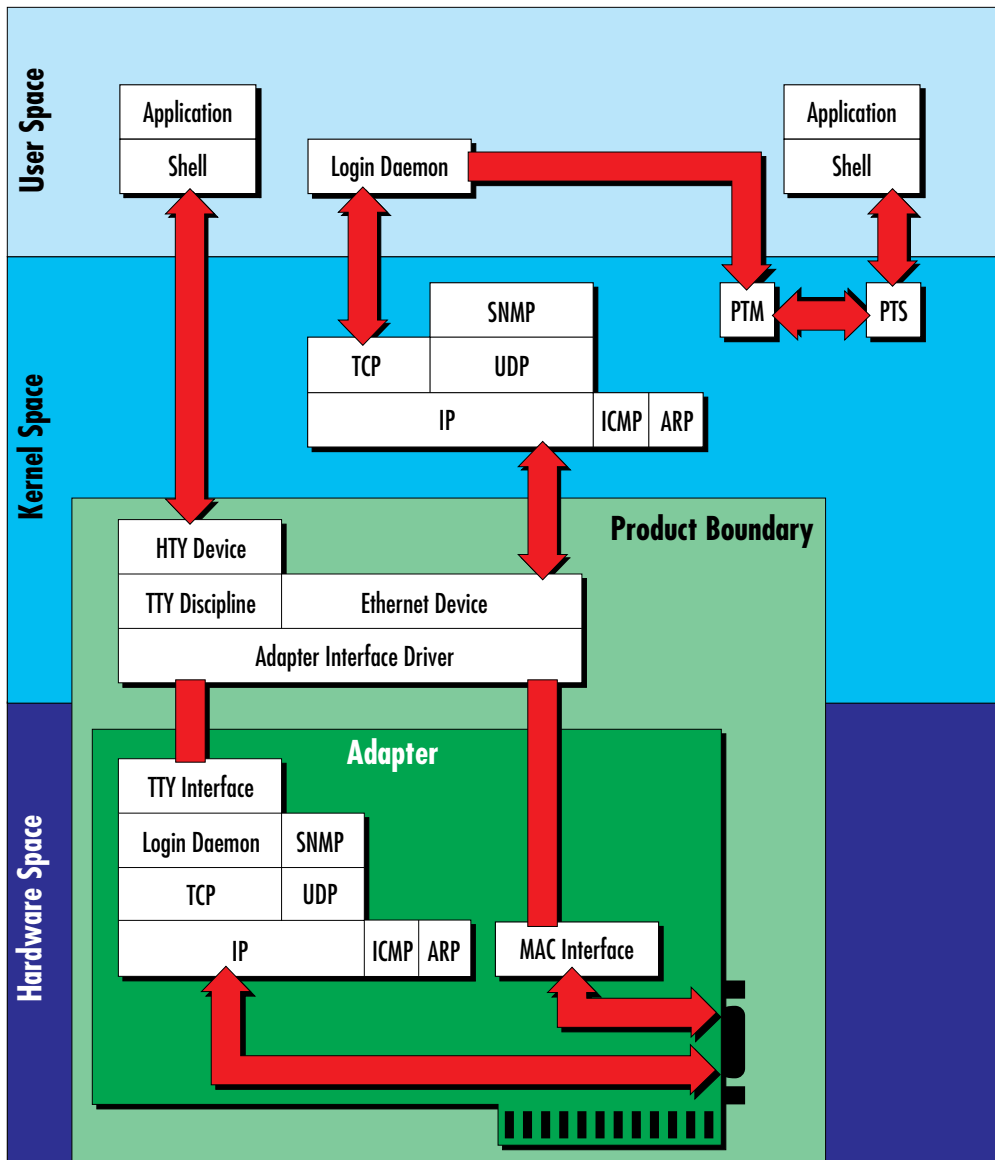 User Space
Application
Shell
Login Daemon
Application
Shell
Kernel Space
SNMP
TCP
UDP
IP
ICMP
ARP
PTM
PTS
Product Boundary
HTY Device
TTY Discipline
Ethernet Device
Adapter Interface Driver
Hardware Space
Adapter
TTY Interface
Login Daemon
SNMP
TCP
UDP
IP
ICMP
ARP
MAC Interface